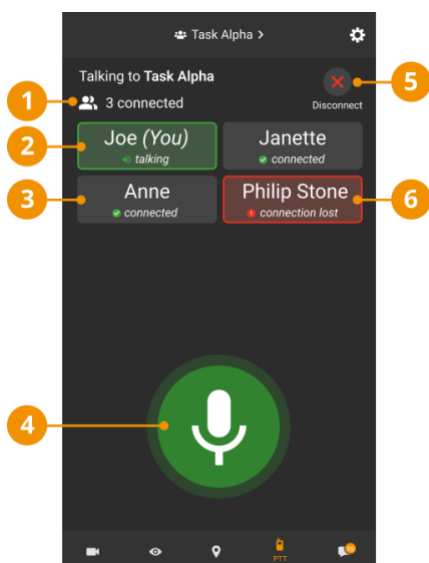 Task Alpha >
Talking to Task Alpha
1
3 connected
5
Disconnect
2
Joe (You)
talking
Janette
connected
3
Anne
connected
Philip Stone
connection lost
6
4
PTT